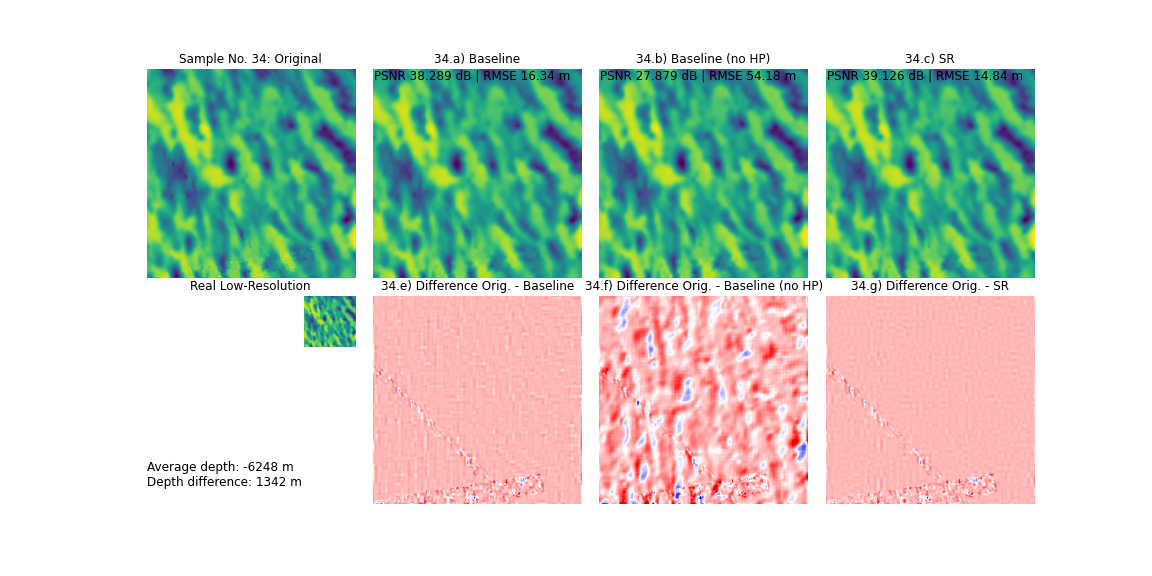 Sample No. 34: Original
34.a) Baseline
34.b) Baseline (no HP)
34.c) SR
PSNR 38.289 dB | RMSE 16.34 m
PSNR 27.879 dB | RMSE 54.18 m
PSNR 39.126 dB | RMSE 14.84 m
Real Low-Resolution
34.e) Difference Orig. - Baseline
34.f) Difference Orig. - Baseline (no HP)
34.g) Difference Orig. - SR
Average depth: -6248 m
Depth difference: 1342 m